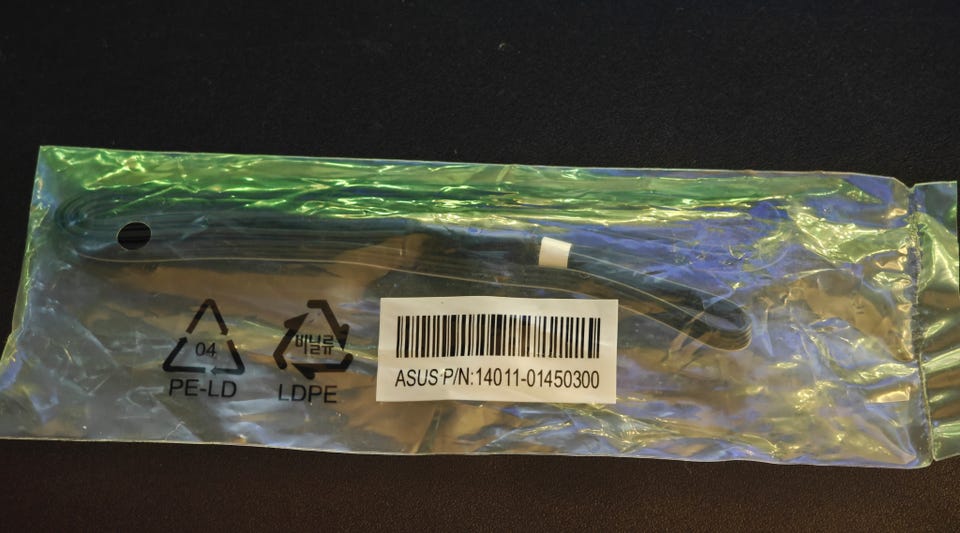 04
PE-LD
비닐류
LDPE
ASUS P/N:14011-01450300